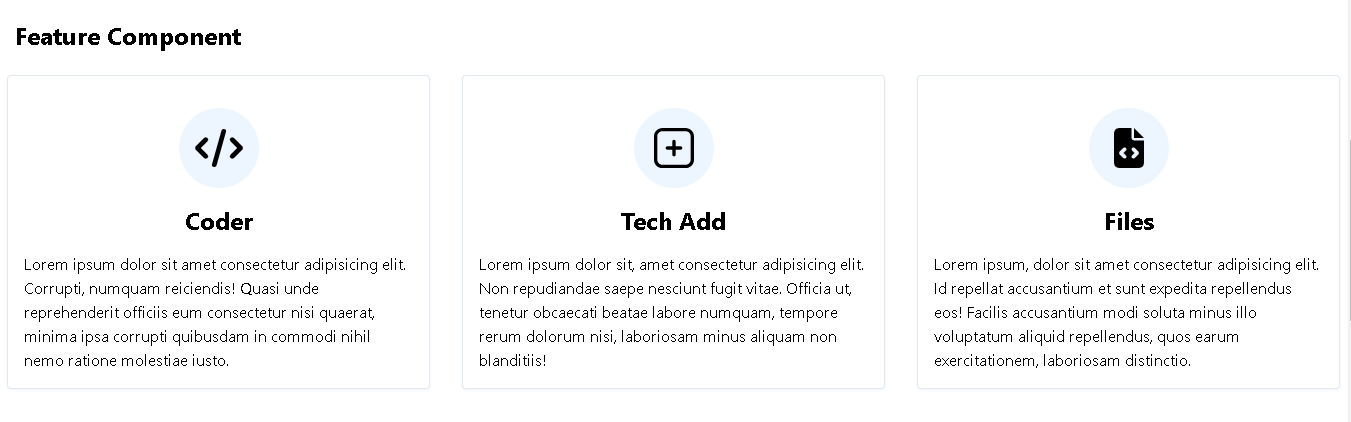 Feature Component
Coder
Lorem ipsum dolor sit amet consectetur adipisicing elit.
Corrupti, numquam reiciendis! Quasi unde
reprehenderit officiis eum consectetur nisi quaerat,
minima ipsa corrupti quibusdam in commodi nihil
nemo ratione molestiae iusto.
Tech Add
Lorem ipsum dolor sit, amet consectetur adipisicing elit.
Non repudiandae saepe nesciunt fugit vitae. Officia ut,
tenetur obcaecati beatae labore numquam, tempore
rerum dolorum nisi, laboriosam minus aliquam non
blanditiis!
Files
Lorem ipsum, dolor sit amet consectetur adipisicing elit.
Id repellat accusantium et sunt expedita repellendus
eos! Facilis accusantium modi soluta minus illo
voluptatum aliquid repellendus, quos earum
exercitationem, laboriosam distinctio.